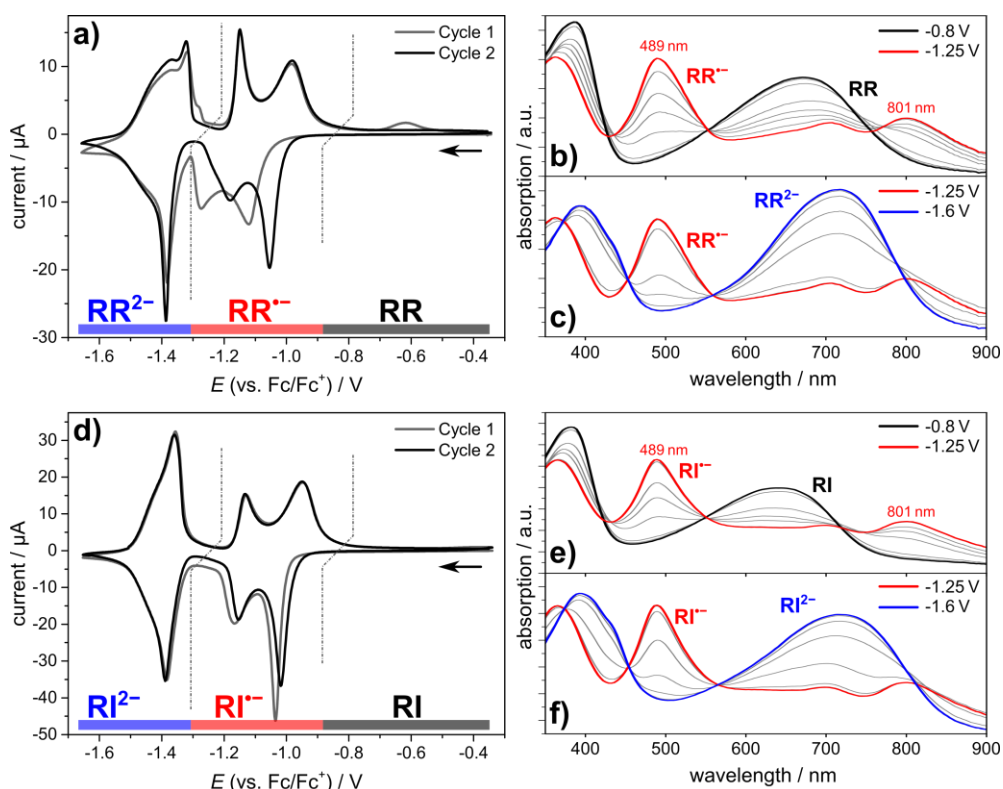 a)
Cycle 1
Cycle 2
10
0
-10
-20
-30
current / µA
RR²⁻
RR•⁻
RR
-1.6
-1.4
-1.2
-1.0
-0.8
-0.6
-0.4
E (vs. Fc/Fc⁺) / V
-0.8 V
-1.25 V
489 nm
RR•⁻
RR
801 nm
b)
-1.25 V
-1.6 V
RR²⁻
RR•⁻
c)
absorption / a.u.
400
500
600
700
800
900
wavelength / nm
d)
Cycle 1
Cycle 2
30
20
10
0
-10
-20
-30
-40
-50
current / µA
RI²⁻
RI•⁻
RI
-1.6
-1.4
-1.2
-1.0
-0.8
-0.6
-0.4
E (vs. Fc/Fc⁺) / V
-0.8 V
-1.25 V
489 nm
RI•⁻
RI
801 nm
e)
-1.25 V
-1.6 V
RI•⁻
RI²⁻
f)
absorption / a.u.
400
500
600
700
800
900
wavelength / nm